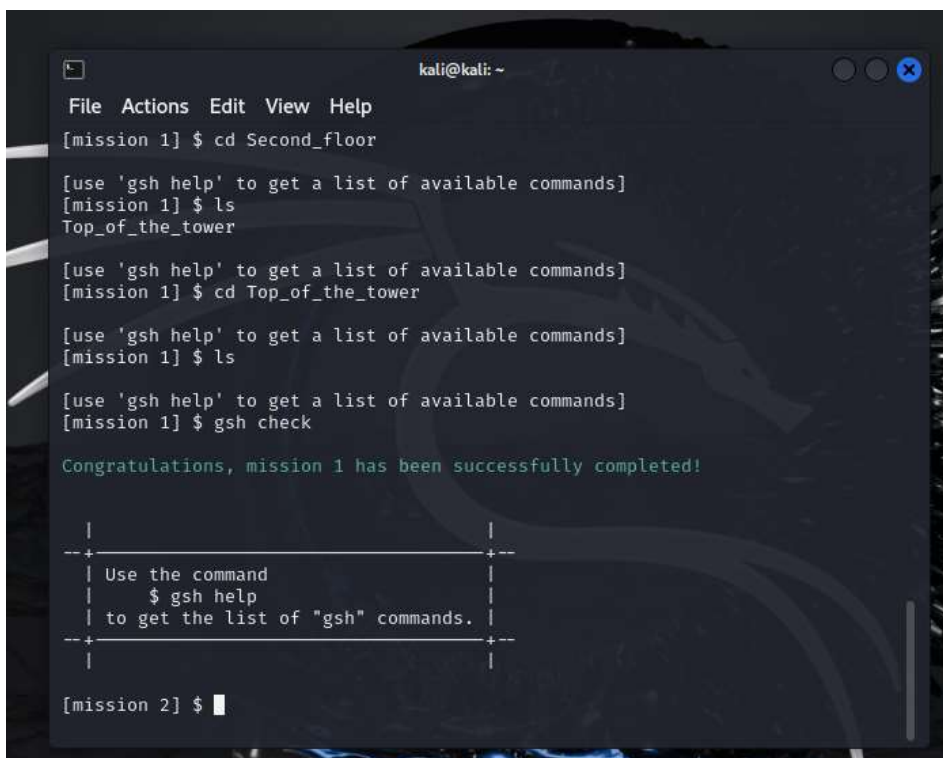 kali@kali: ~
File Actions Edit View Help
[mission 1] $ cd Second_floor
[use 'gsh help' to get a list of available commands]
[mission 1] $ ls
Top_of_the_tower
[use 'gsh help' to get a list of available commands]
[mission 1] $ cd Top_of_the_tower
[use 'gsh help' to get a list of available commands]
[mission 1] $ ls
[use 'gsh help' to get a list of available commands]
[mission 1] $ gsh check
Congratulations, mission 1 has been successfully completed!
Use the command
$ gsh help
to get the list of "gsh" commands.
[mission 2] $